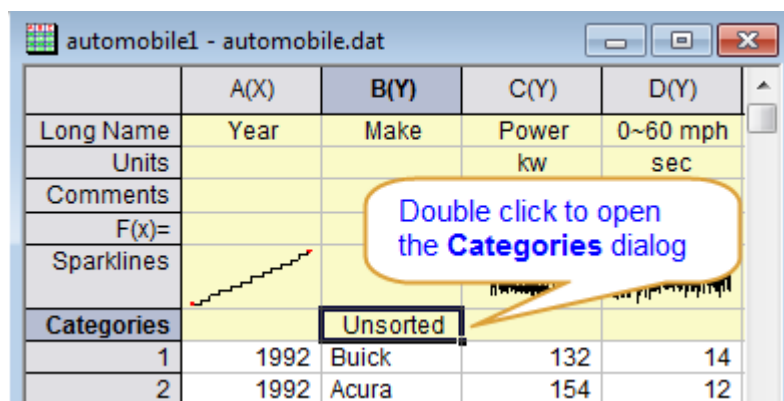 automobile1 - automobile.dat
A(X) B(Y) C(Y) D(Y)
Long Name Year Make Power 0~60 mph
Units kw sec
Comments
F(x)=
Sparklines
Double click to open
the Categories dialog
Categories Unsorted
1 1992 Buick 132 14
2 1992 Acura 154 12